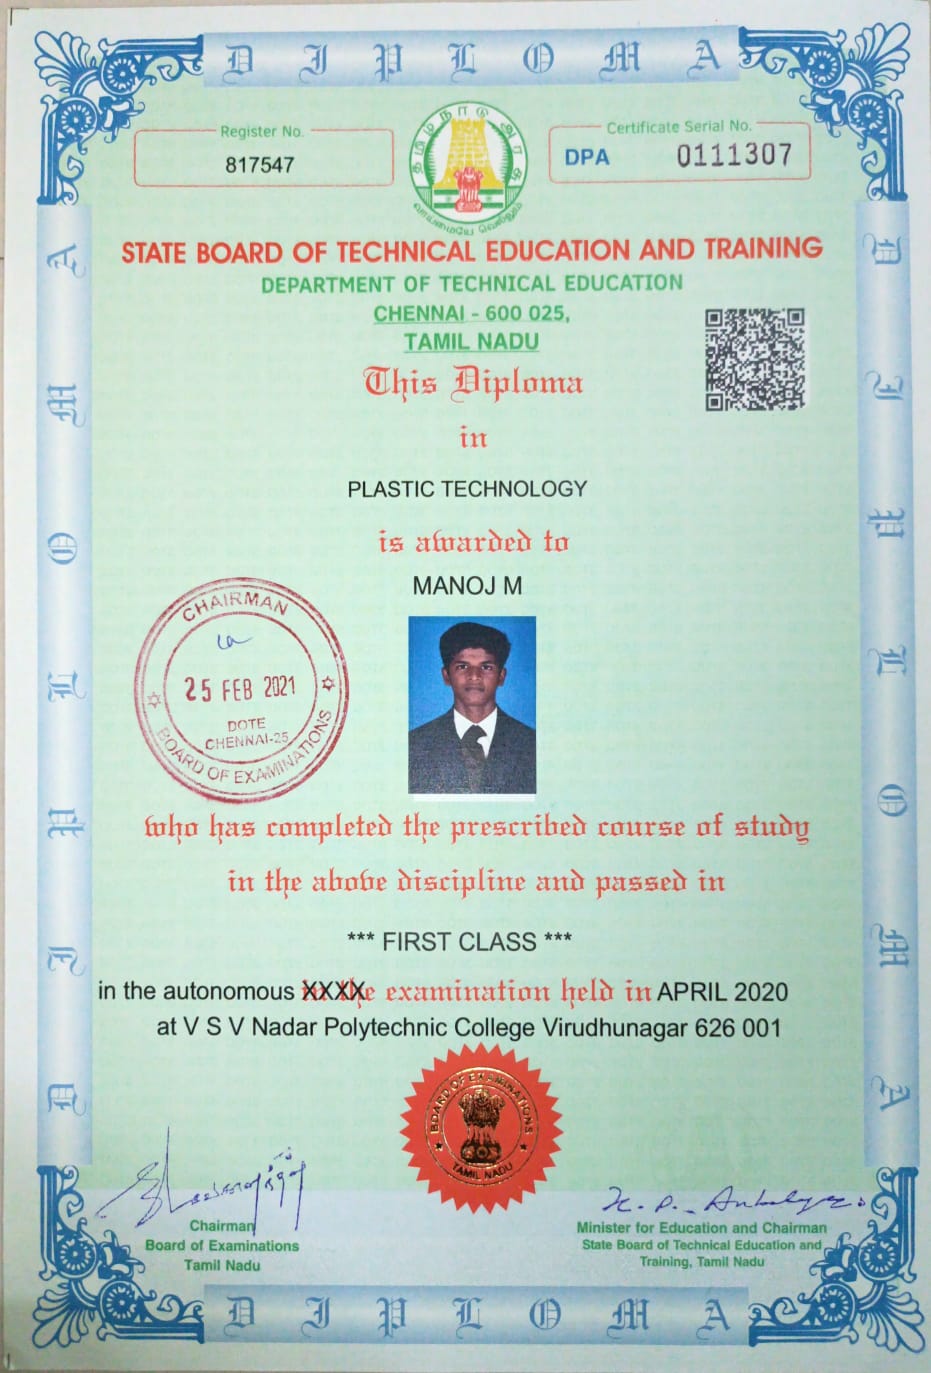 DIPLOMA
Register No.
817547
தமிழ்நாடு அரசு
வாய்மையே வெல்லும்
Certificate Serial No.
DPA 0111307
STATE BOARD OF TECHNICAL EDUCATION AND TRAINING
DEPARTMENT OF TECHNICAL EDUCATION
CHENNAI - 600 025,
TAMIL NADU
This Diploma
in
PLASTIC TECHNOLOGY
is awarded to
MANOJ M
CHAIRMAN
25 FEB 2021
DOTE
CHENNAI-25
BOARD OF EXAMINATIONS
who has completed the prescribed course of study
in the above discipline and passed in
*** FIRST CLASS ***
in the autonomous XXXX examination held in APRIL 2020
at V S V Nadar Polytechnic College Virudhunagar 626 001
BOARD OF EXAMINATIONS
TAMIL NADU
Chairman
Board of Examinations
Tamil Nadu
Minister for Education and Chairman
State Board of Technical Education and
Training, Tamil Nadu
DIPLOMA
DIPLOMA
DIPLOMA